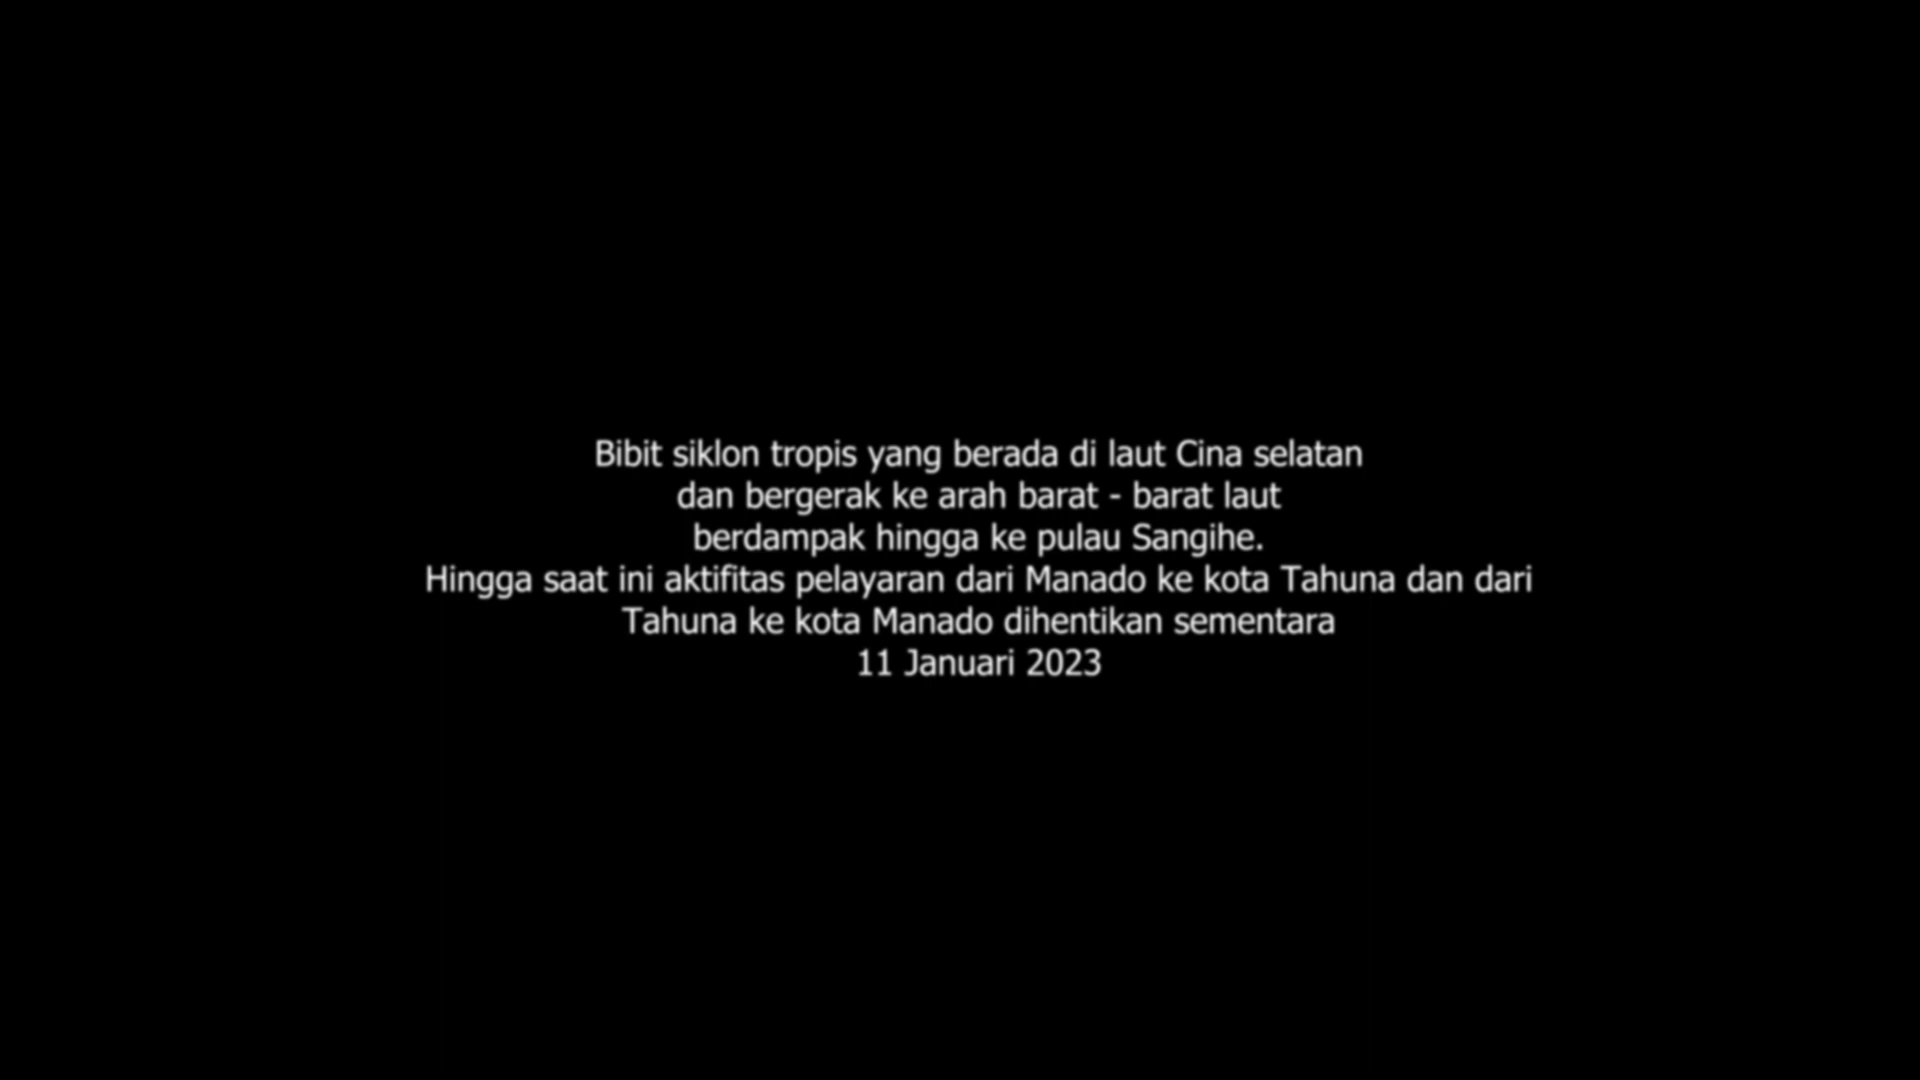 Bibit siklon tropis yang berada di laut Cina selatan
dan bergerak ke arah barat - barat laut
berdampak hingga ke pulau Sangihe.
Hingga saat ini aktifitas pelayaran dari Manado ke kota Tahuna dan dari
Tahuna ke kota Manado dihentikan sementara
11 Januari 2023